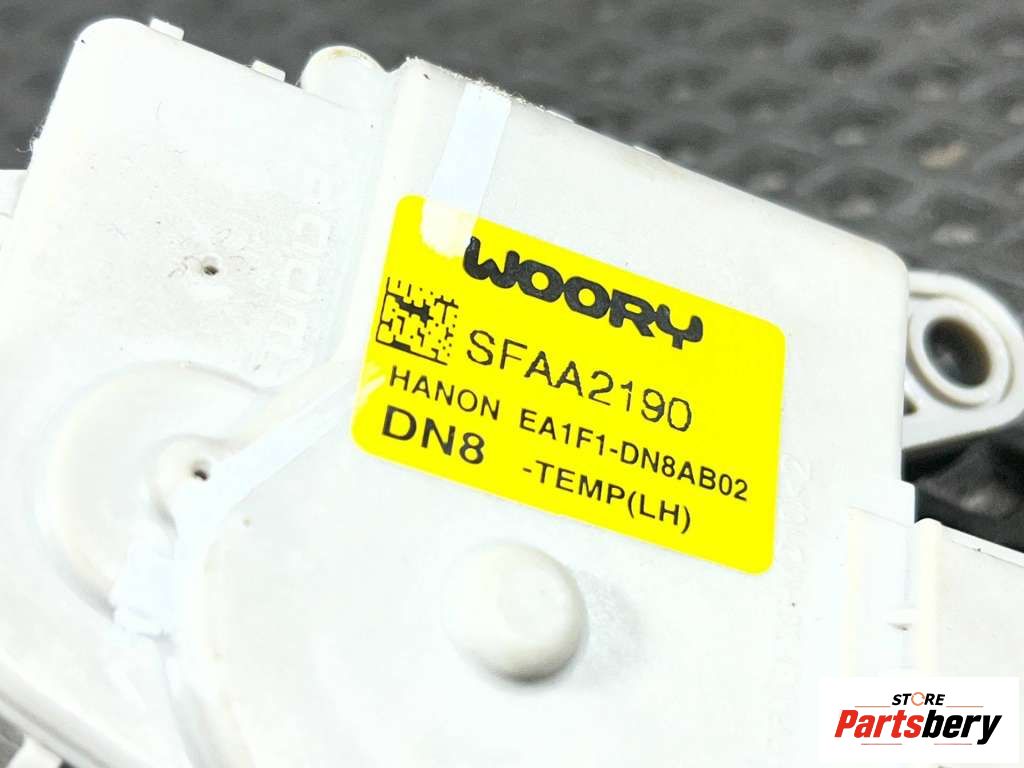 WOORY
SFAA2190
HANON EA1F1-DN8AB02
DN8 -TEMP(LH)
STORE
Partsbery